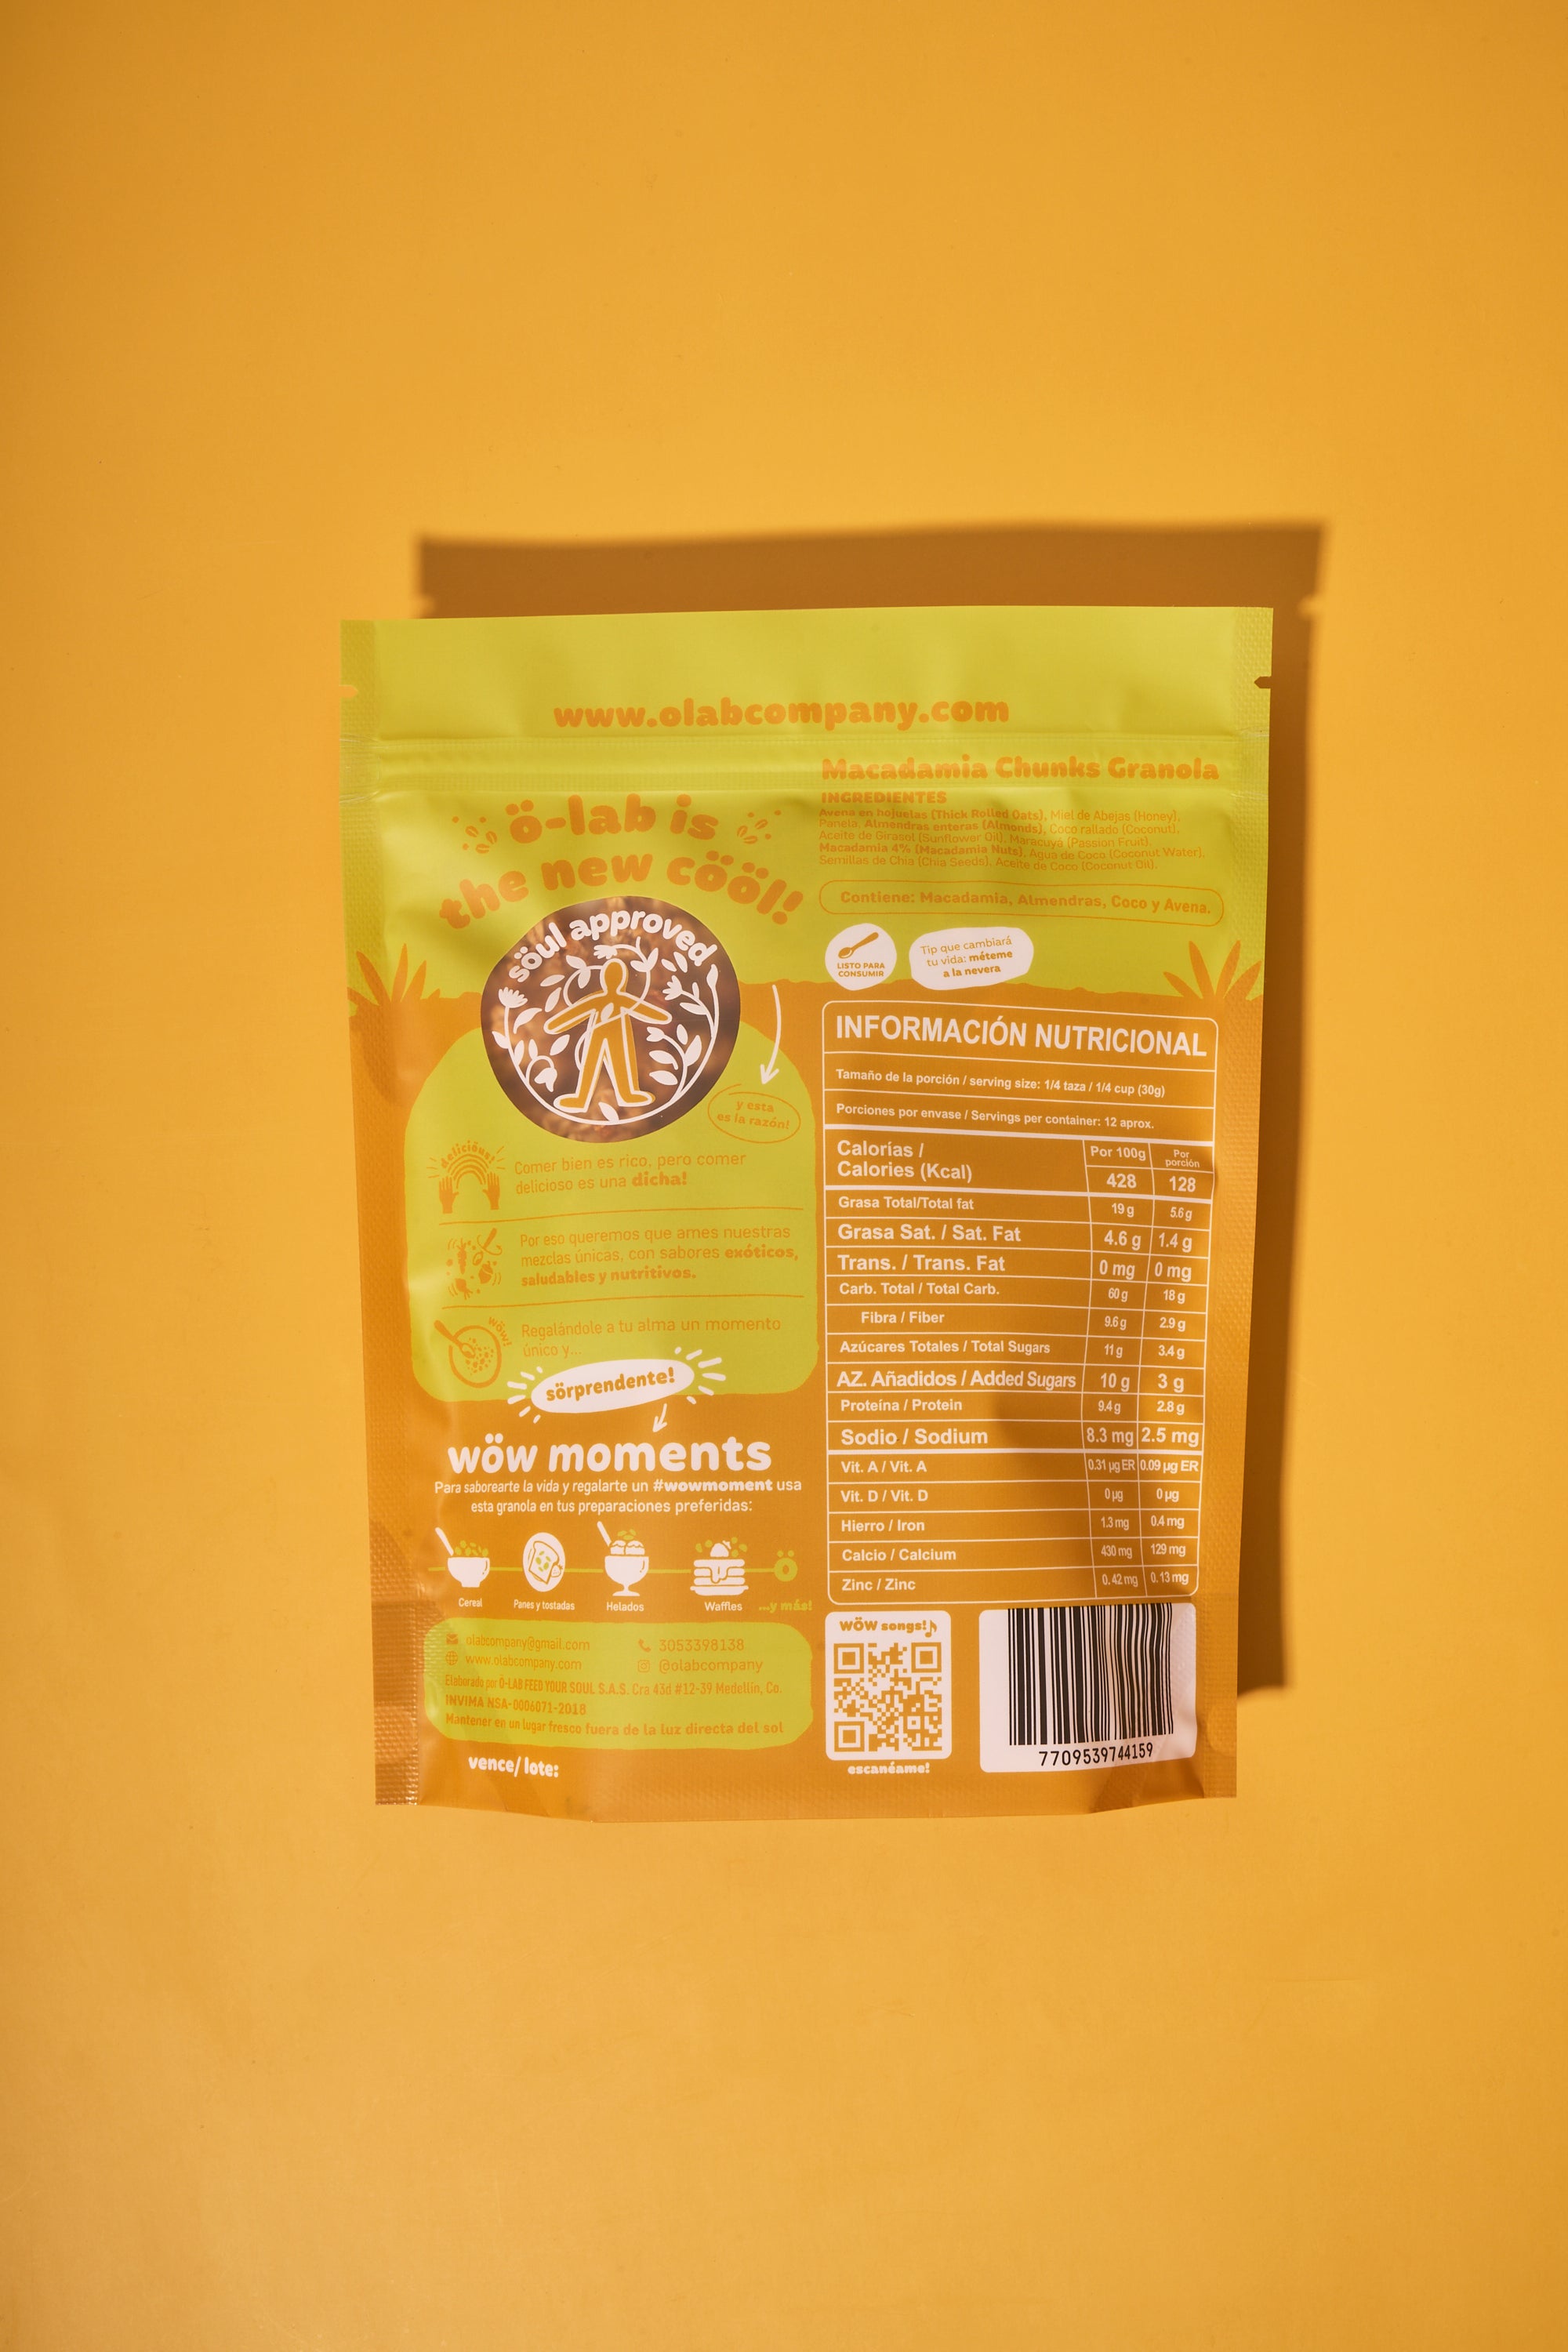 www.olabcompany.com
ö-lab is
the new cööl!
söul approved
y esta
es la razón!
delicious!
Comer bien es rico, pero comer
delicioso es una dicha!
Por eso queremos que ames nuestras
mezclas únicas, con sabores exóticos,
saludables y nutritivos.
wöw!
Regalándole a tu alma un momento
único y...
sörprendente!
wöw moments
Para saborearte la vida y regalarte un #wowmoment usa
esta granola en tus preparaciones preferidas:
Cereal Panes y tostadas Helados Waffles ...y más!
ö
olabcompany@gmail.com 3053398138
www.olabcompany.com @olabcompany
Elaborado por Ö-LAB FEED YOUR SOUL S.A.S. Cra 43d #12-39 Medellín, Co.
INVIMA NSA-0006071-2018
Mantener en un lugar fresco fuera de la luz directa del sol
vence/ lote:
Macadamia Chunks Granola
INGREDIENTES
Avena en hojuelas (Thick Rolled Oats), Miel de Abejas (Honey),
Panela, Almendras enteras (Almonds), Coco rallado (Coconut),
Aceite de Girasol (Sunflower Oil), Maracuyá (Passion Fruit),
Macadamia 4% (Macadamia Nuts), Agua de Coco (Coconut Water),
Semillas de Chia (Chia Seeds), Aceite de Coco (Coconut Oil).
Contiene: Macadamia, Almendras, Coco y Avena.
LISTO PARA
CONSUMIR
Tip que cambiará
tu vida: méteme
a la nevera
INFORMACIÓN NUTRICIONAL
Tamaño de la porción / serving size: 1/4 taza / 1/4 cup (30g)
Porciones por envase / Servings per container: 12 aprox.
Calorías /
Calories (Kcal)
Por 100g Por
porción
428 128
Grasa Total/Total fat 19 g 5.6 g
Grasa Sat. / Sat. Fat 4.6 g 1.4 g
Trans. / Trans. Fat 0 mg 0 mg
Carb. Total / Total Carb. 60 g 18 g
Fibra / Fiber 9.6 g 2.9 g
Azúcares Totales / Total Sugars 11 g 3.4 g
AZ. Añadidos / Added Sugars 10 g 3 g
Proteína / Protein 9.4 g 2.8 g
Sodio / Sodium 8.3 mg 2.5 mg
Vit. A / Vit. A 0.31 µg ER 0.09 µg ER
Vit. D / Vit. D 0 µg 0 µg
Hierro / Iron 1.3 mg 0.4 mg
Calcio / Calcium 430 mg 129 mg
Zinc / Zinc 0.42 mg 0.13 mg
WÖW songs!
escanéame!
7709539744159